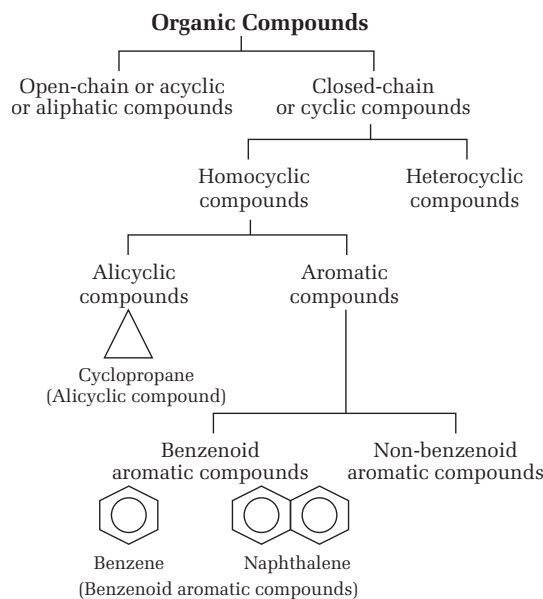 Organic Compounds
Open-chain or acyclic
or aliphatic compounds
Closed-chain
or cyclic compounds
Homocyclic
compounds
Heterocyclic
compounds
Alicyclic
compounds
Aromatic
compounds
Cyclopropane
(Alicyclic compound)
Benzenoid
aromatic compounds
Non-benzenoid
aromatic compounds
Benzene
Naphthalene
(Benzenoid aromatic compounds)